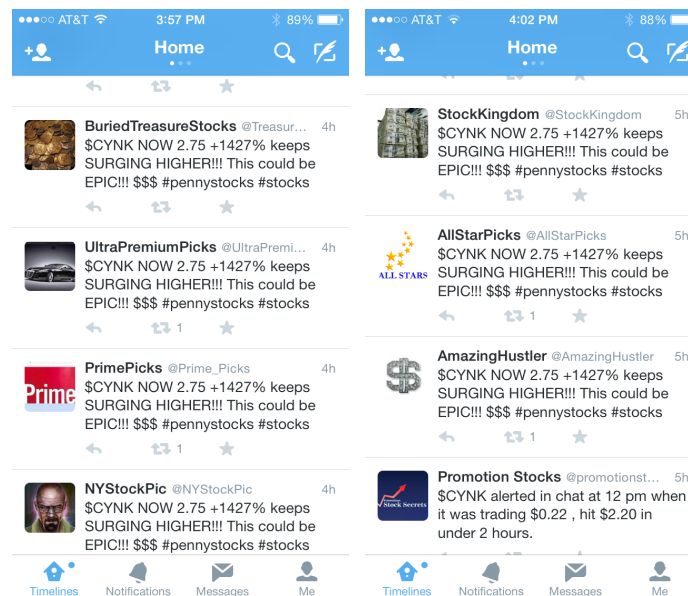 AT&T 3:57 PM 89%
Home
BuriedTreasureStocks @Treasur... 4h
$CYNK NOW 2.75 +1427% keeps
SURGING HIGHER!!! This could be
EPIC!!! $$$ #pennystocks #stocks
UltraPremiumPicks @UltraPremi... 4h
$CYNK NOW 2.75 +1427% keeps
SURGING HIGHER!!! This could be
EPIC!!! $$$ #pennystocks #stocks
1
Prime
PrimePicks @Prime_Picks 4h
$CYNK NOW 2.75 +1427% keeps
SURGING HIGHER!!! This could be
EPIC!!! $$$ #pennystocks #stocks
1
NYStockPic @NYStockPic 4h
$CYNK NOW 2.75 +1427% keeps
SURGING HIGHER!!! This could be
EPIC!!! $$$ #pennystocks #stocks
Timelines Notifications Messages Me
AT&T 4:02 PM 88%
Home
StockKingdom @StockKingdom 5h
$CYNK NOW 2.75 +1427% keeps
SURGING HIGHER!!! This could be
EPIC!!! $$$ #pennystocks #stocks
ALL STARS
AllStarPicks @AllStarPicks 5h
$CYNK NOW 2.75 +1427% keeps
SURGING HIGHER!!! This could be
EPIC!!! $$$ #pennystocks #stocks
1
AmazingHustler @AmazingHustler 5h
$CYNK NOW 2.75 +1427% keeps
SURGING HIGHER!!! This could be
EPIC!!! $$$ #pennystocks #stocks
1
Stock Secrets
Promotion Stocks @promotionst... 5h
$CYNK alerted in chat at 12 pm when
it was trading $0.22 , hit $2.20 in
under 2 hours.
Timelines Notifications Messages Me